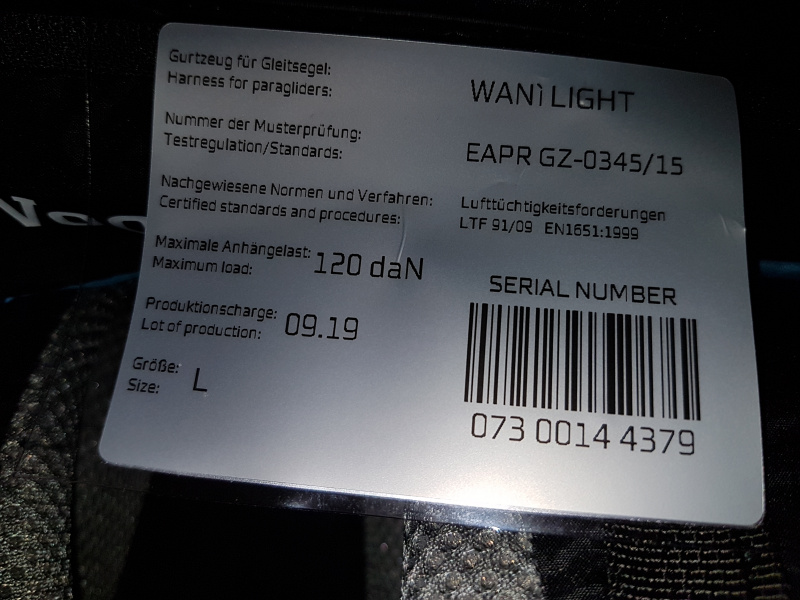 Gurtzeug für Gleitsegel:
Harness for paragliders:
WANì LIGHT
Nummer der Musterprüfung:
Testregulation/Standards:
EAPR GZ-0345/15
Nachgewiesene Normen und Verfahren:
Certified standards and procedures:
Lufttüchtigkeitsforderungen
LTF 91/09 EN1651:1999
Maximale Anhängelast:
Maximum load:
120 daN
Produktionscharge:
Lot of production:
09.19
Größe:
Size:
L
SERIAL NUMBER
073 0014 4379